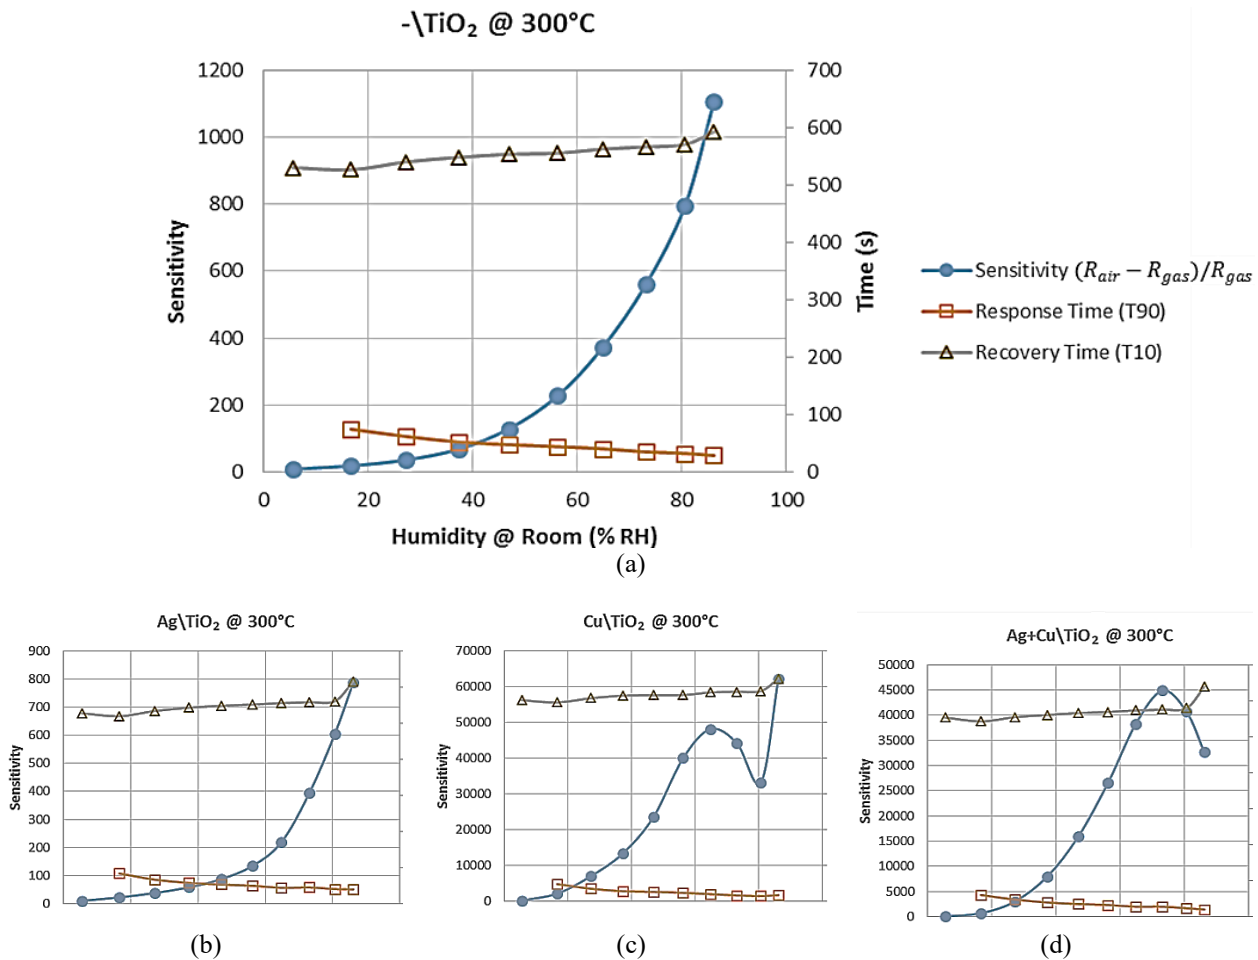 -\TiO₂ @ 300°C
1200
1000
800
600
400
200
0
Sensitivity
700
600
500
400
300
200
100
0
Time (s)
0 20 40 60 80 100
Humidity @ Room (% RH)
Sensitivity (R_air − R_gas)/R_gas
Response Time (T90)
Recovery Time (T10)
(a)
Ag\TiO₂ @ 300°C
900
800
700
600
500
400
300
200
100
0
Sensitivity
(b)
Cu\TiO₂ @ 300°C
70000
60000
50000
40000
30000
20000
10000
0
Sensitivity
(c)
Ag+Cu\TiO₂ @ 300°C
50000
45000
40000
35000
30000
25000
20000
15000
10000
5000
0
Sensitivity
(d)